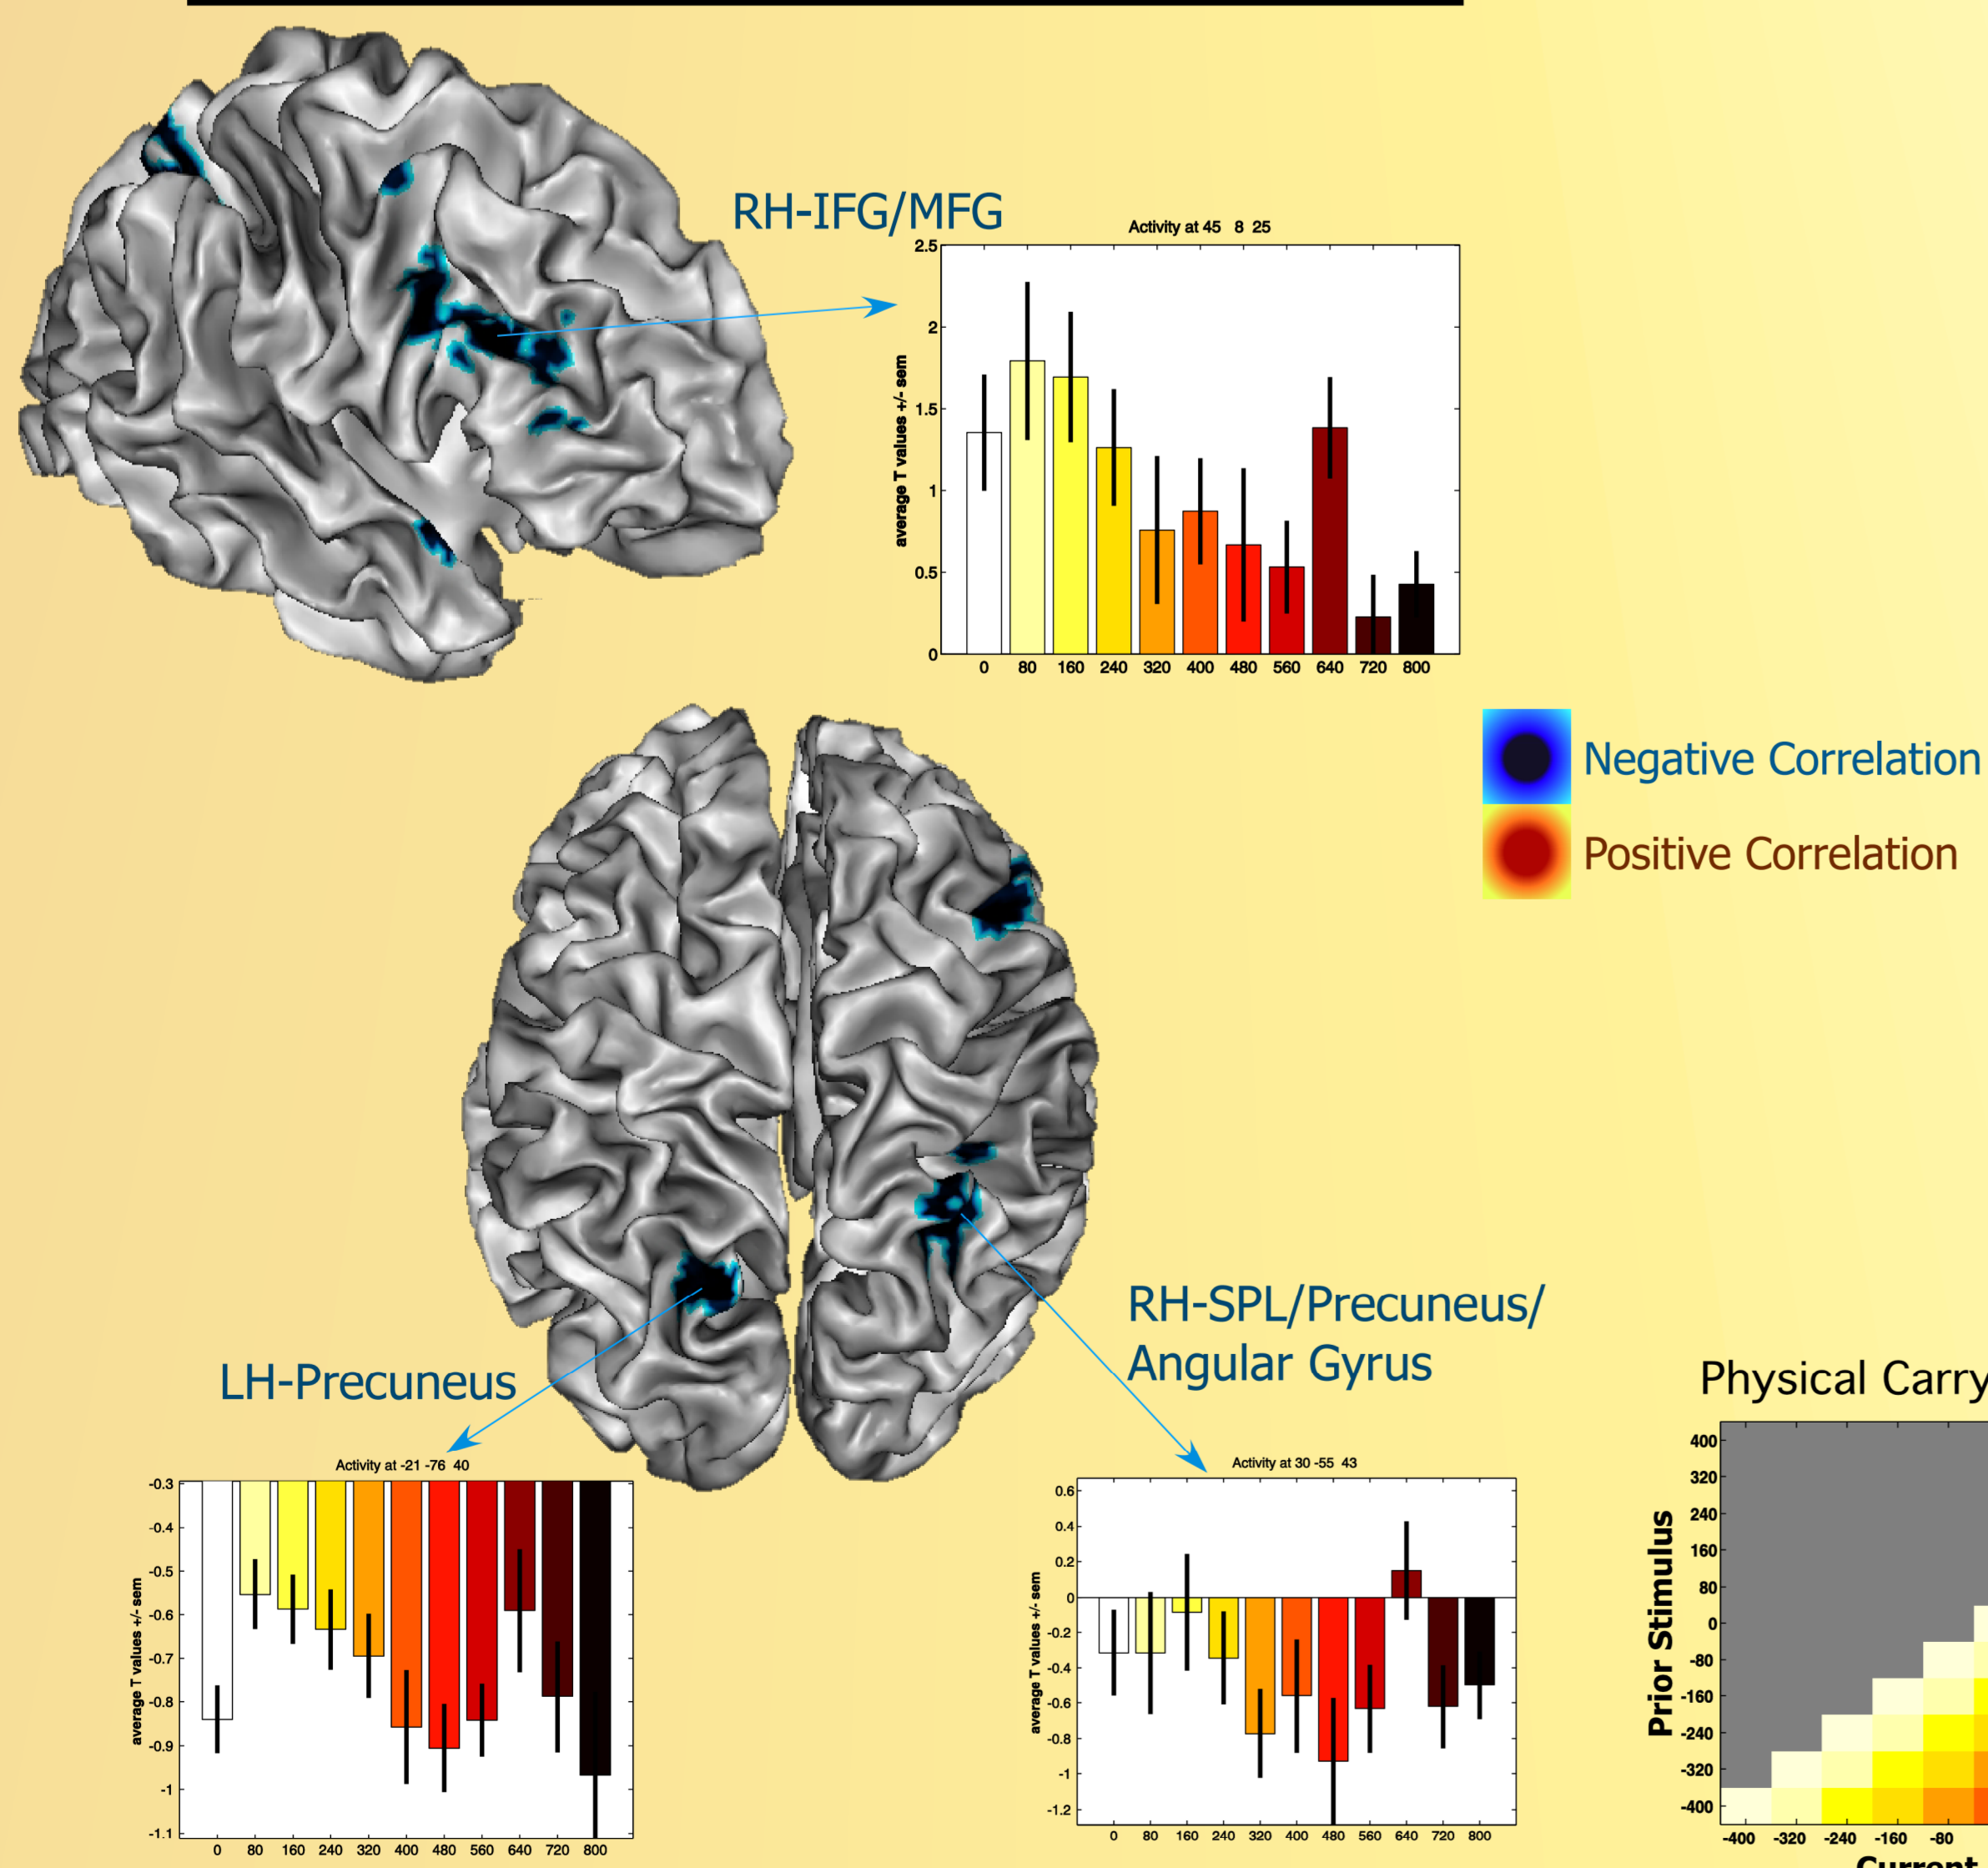 RH-IFG/MFG
Activity at 45 8 25
average T values +/- sem
2.5
2
1.5
1
0.5
0
0 80 160 240 320 400 480 560 640 720 800
Negative Correlation
Positive Correlation
LH-Precuneus
Activity at -21 -76 40
average T values +/- sem
-0.3
-0.4
-0.5
-0.6
-0.7
-0.8
-0.9
-1
-1.1
0 80 160 240 320 400 480 560 640 720 800
RH-SPL/Precuneus/
Angular Gyrus
Activity at 30 -55 43
average T values +/- sem
0.6
0.4
0.2
0
-0.2
-0.4
-0.6
-0.8
-1
-1.2
0 80 160 240 320 400 480 560 640 720 800
Physical Carry
Prior Stimulus
400
320
240
160
80
0
-80
-160
-240
-320
-400
-400 -320 -240 -160 -80
Current